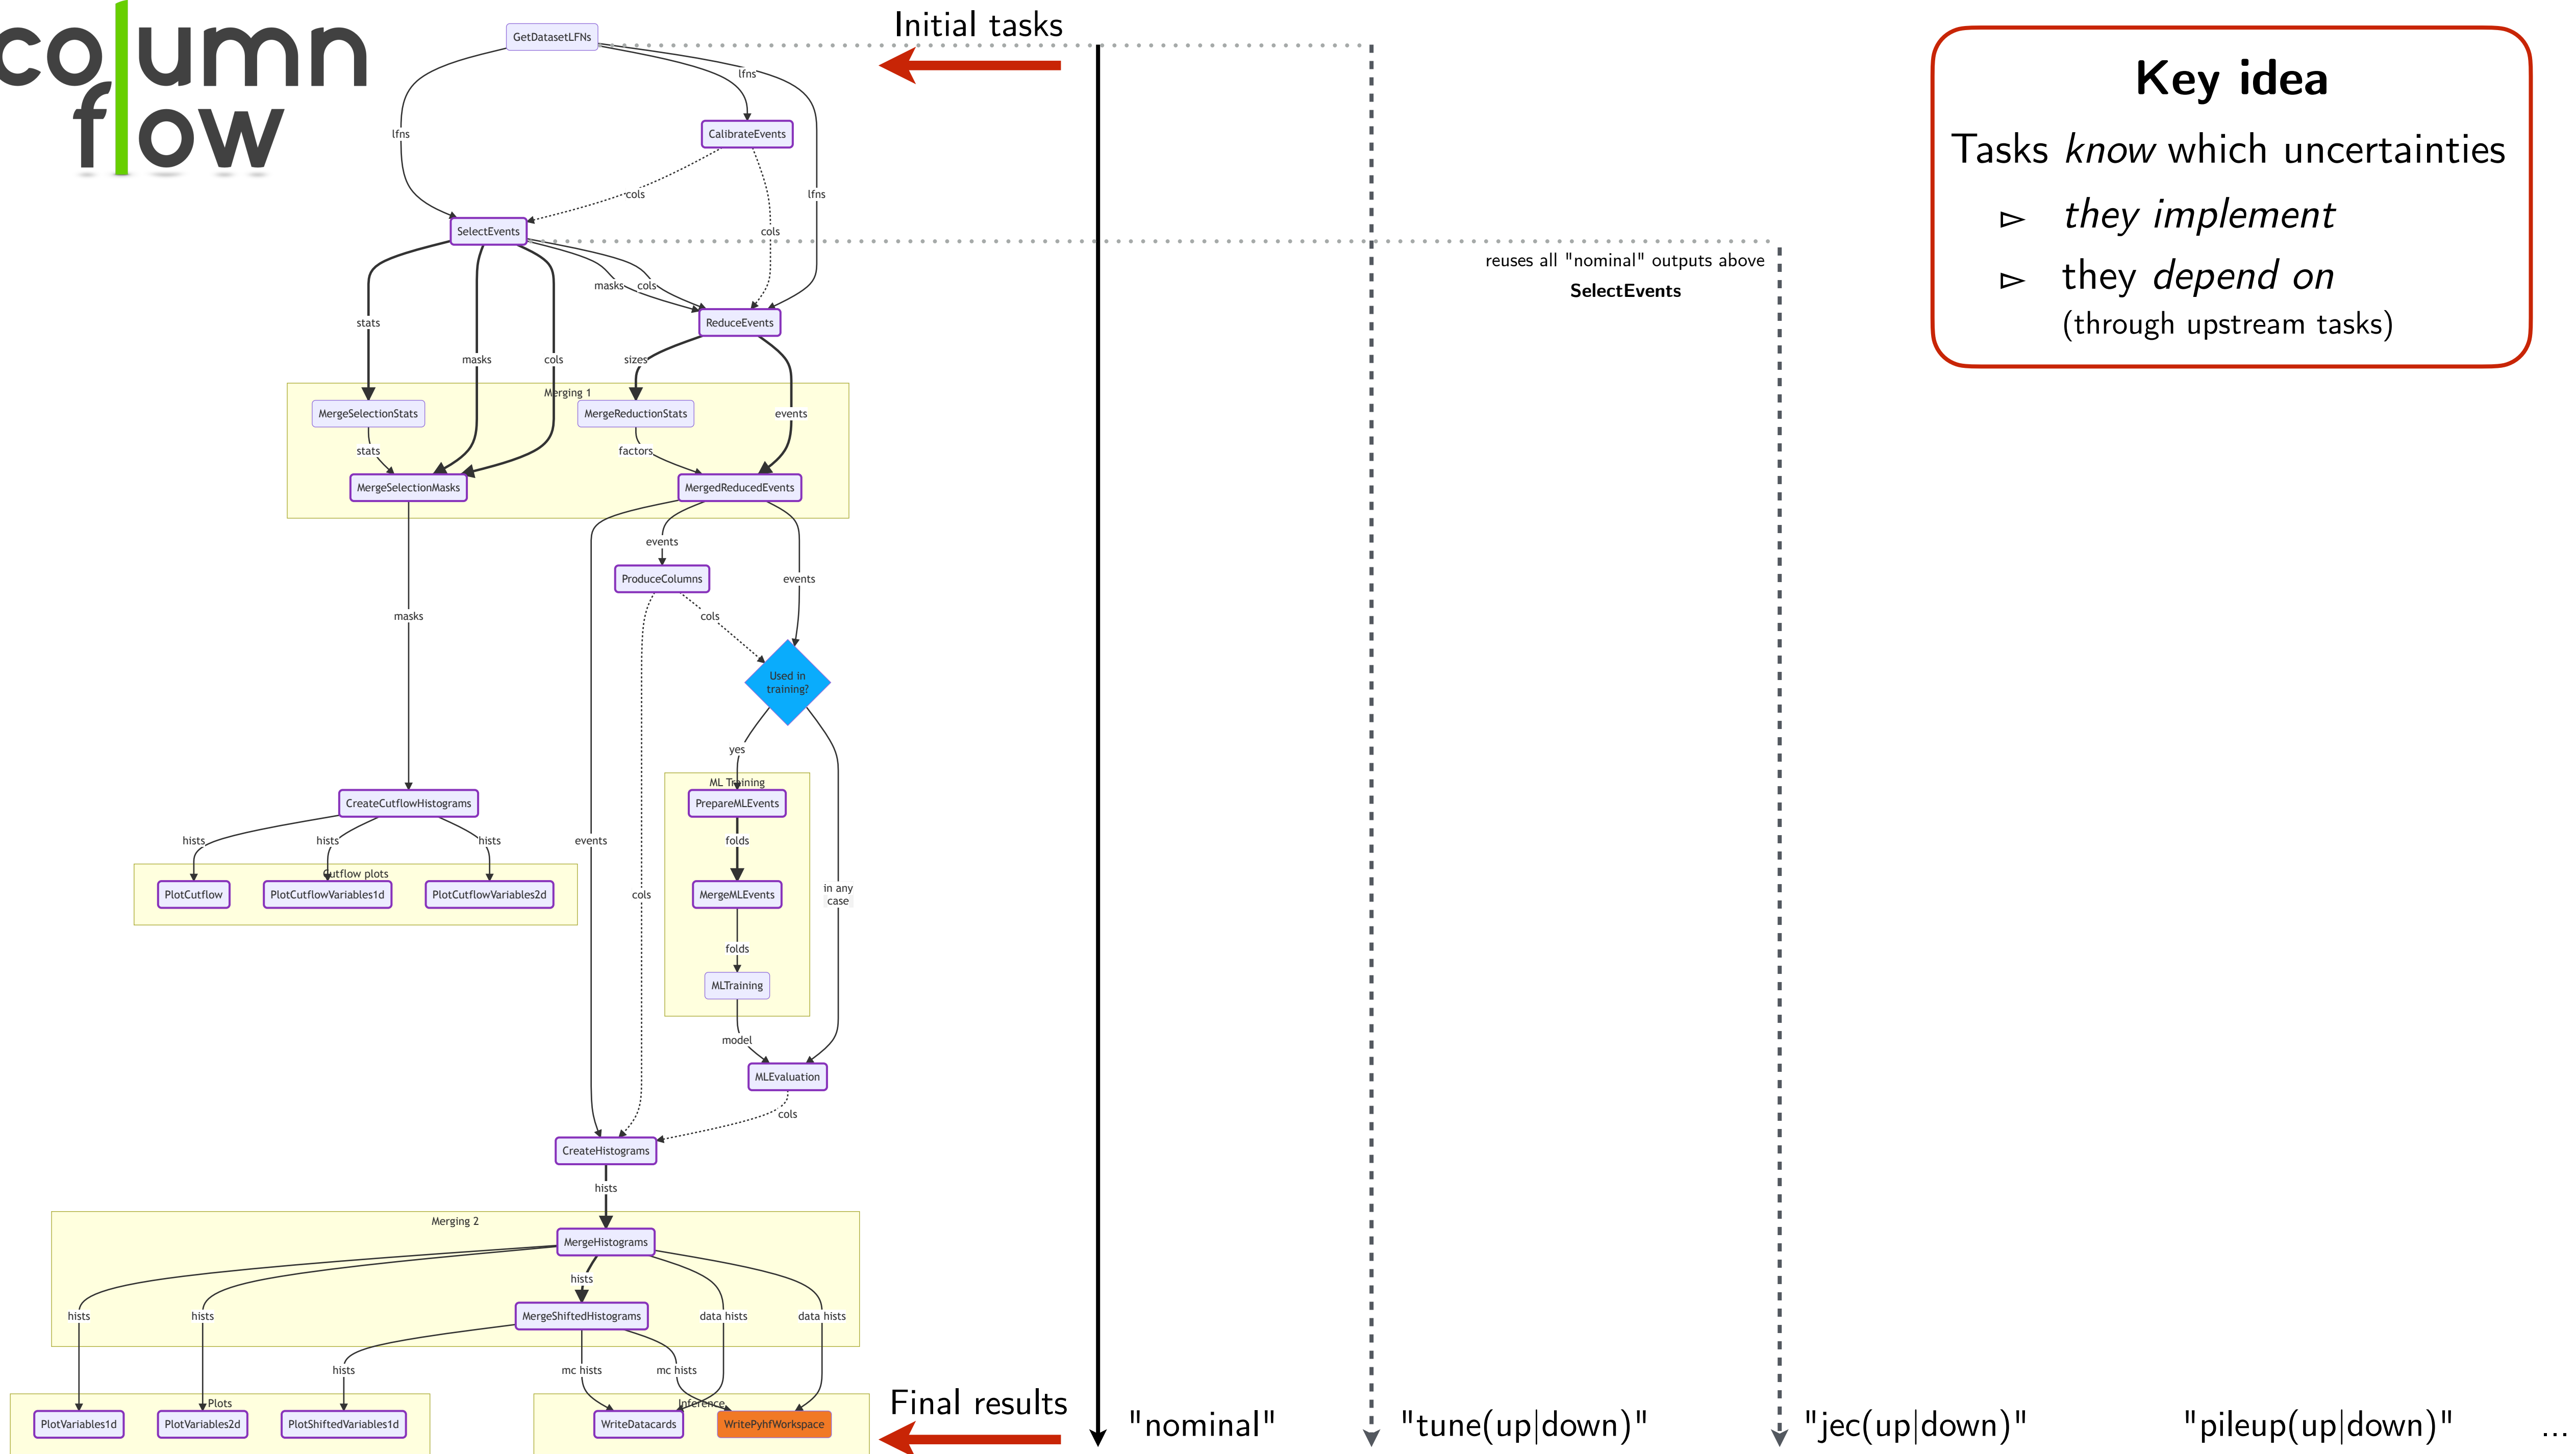 column
flow
GetDatasetLFNs
Initial tasks
lfns
CalibrateEvents
lfns
cols
lfns
SelectEvents
cols
masks
cols
ReduceEvents
stats
masks
cols
sizes
Merging 1
MergeSelectionStats
MergeReductionStats
events
stats
factors
MergeSelectionMasks
MergedReducedEvents
events
ProduceColumns
events
masks
cols
Used in
training?
yes
ML Training
CreateCutflowHistograms
PrepareMLEvents
hists
hists
hists
events
folds
Cutflow plots
PlotCutflow
PlotCutflowVariables1d
PlotCutflowVariables2d
cols
MergeMLEvents
in any
case
folds
MLTraining
model
MLEvaluation
cols
CreateHistograms
hists
Merging 2
MergeHistograms
hists
hists
hists
MergeShiftedHistograms
data hists
data hists
hists
mc hists
mc hists
Plots
Inference
PlotVariables1d
PlotVariables2d
PlotShiftedVariables1d
WriteDatacards
WritePyhfWorkspace
Final results
"nominal"
"tune(up|down)"
"jec(up|down)"
"pileup(up|down)"
...
reuses all "nominal" outputs above
SelectEvents
Key idea
Tasks know which uncertainties
▻ they implement
▻ they depend on
(through upstream tasks)